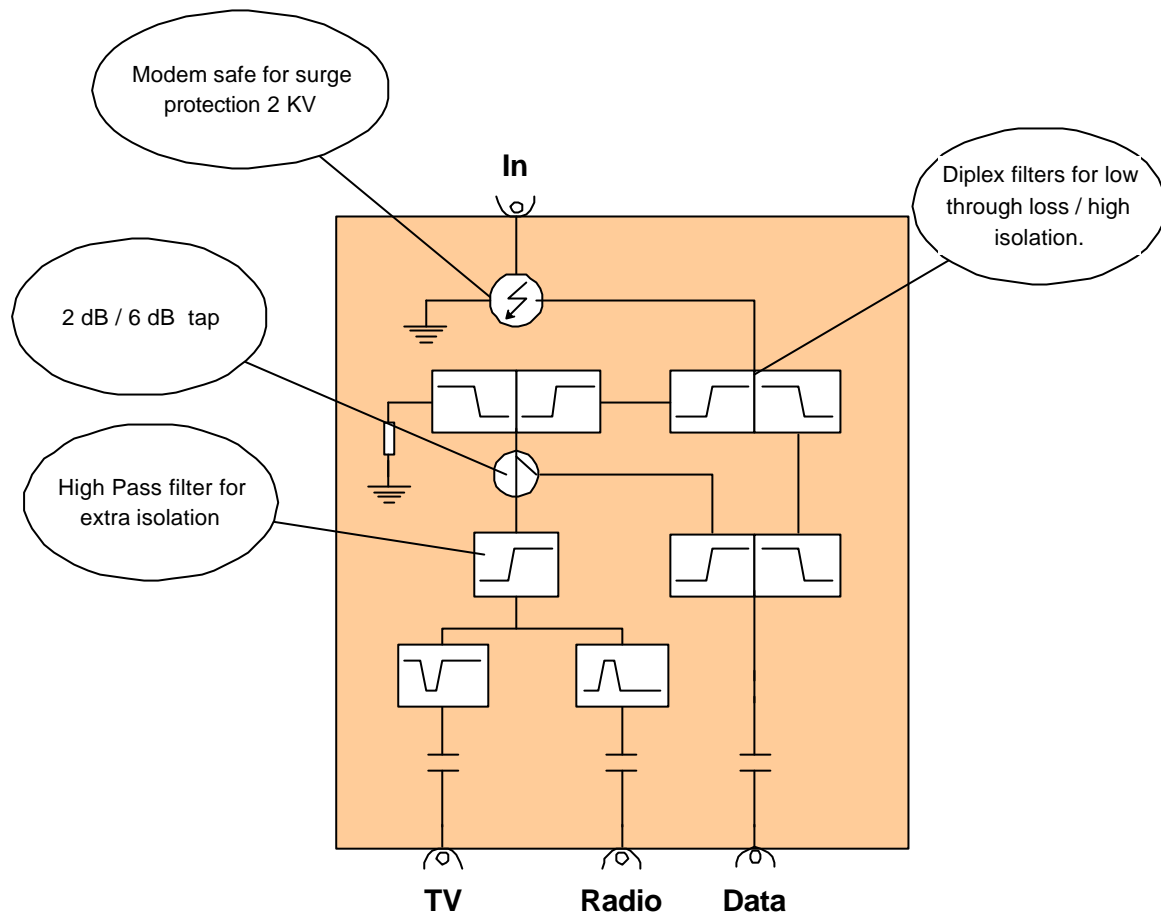 Modem safe for surge
protection 2 KV
In
Diplex filters for low
through loss / high
isolation.
2 dB / 6 dB tap
High Pass filter for
extra isolation
TV
Radio
Data